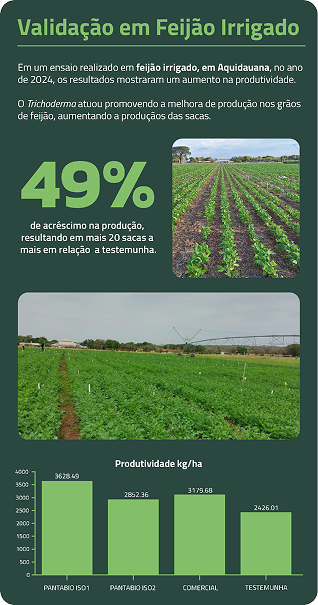 Validação em Feijão Irrigado
Em um ensaio realizado em feijão irrigado, em Aquidauana, no ano
de 2024, os resultados mostraram um aumento na produtividade.
O Trichoderma atuou promovendo a melhora de produção nos grãos
de feijão, aumentando a produçãos das sacas.
49%
de acréscimo na produção,
resultando em mais 20 sacas a
mais em relação a testemunha.
Produtividade kg/ha
4000
3500
3000
2500
2000
1500
1000
500
0
3628.49
2852.36
3179.68
2426.01
PANTABIO ISO1
PANTABIO ISO2
COMERCIAL
TESTEMUNHA